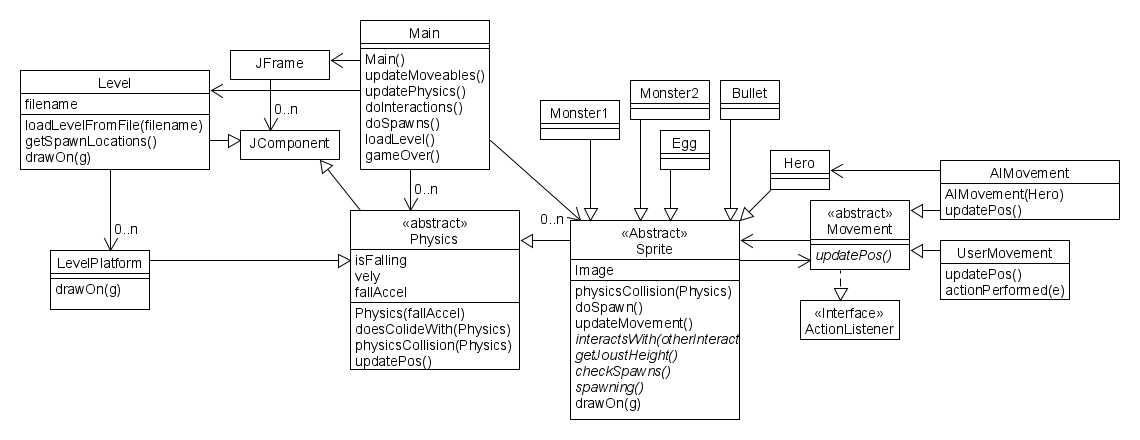 Main
Main()
updateMoveables()
updatePhysics()
doInteractions()
doSpawns()
loadLevel()
gameOver()
JFrame
0..n
Level
filename
loadLevelFromFile(filename)
getSpawnLocations()
drawOn(g)
JComponent
0..n
0..n
LevelPlatform
drawOn(g)
«abstract»
Physics
isFalling
vely
fallAccel
Physics(fallAccel)
doesColideWith(Physics)
physicsCollision(Physics)
updatePos()
0..n
Monster1
Monster2
Egg
Bullet
Hero
«Abstract»
Sprite
Image
physicsCollision(Physics)
doSpawn()
updateMovement()
interactsWith(otherInteract
getJoustHeight()
checkSpawns()
spawning()
drawOn(g)
«abstract»
Movement
updatePos()
«Interface»
ActionListener
AIMovement
AIMovement(Hero)
updatePos()
UserMovement
updatePos()
actionPerformed(e)